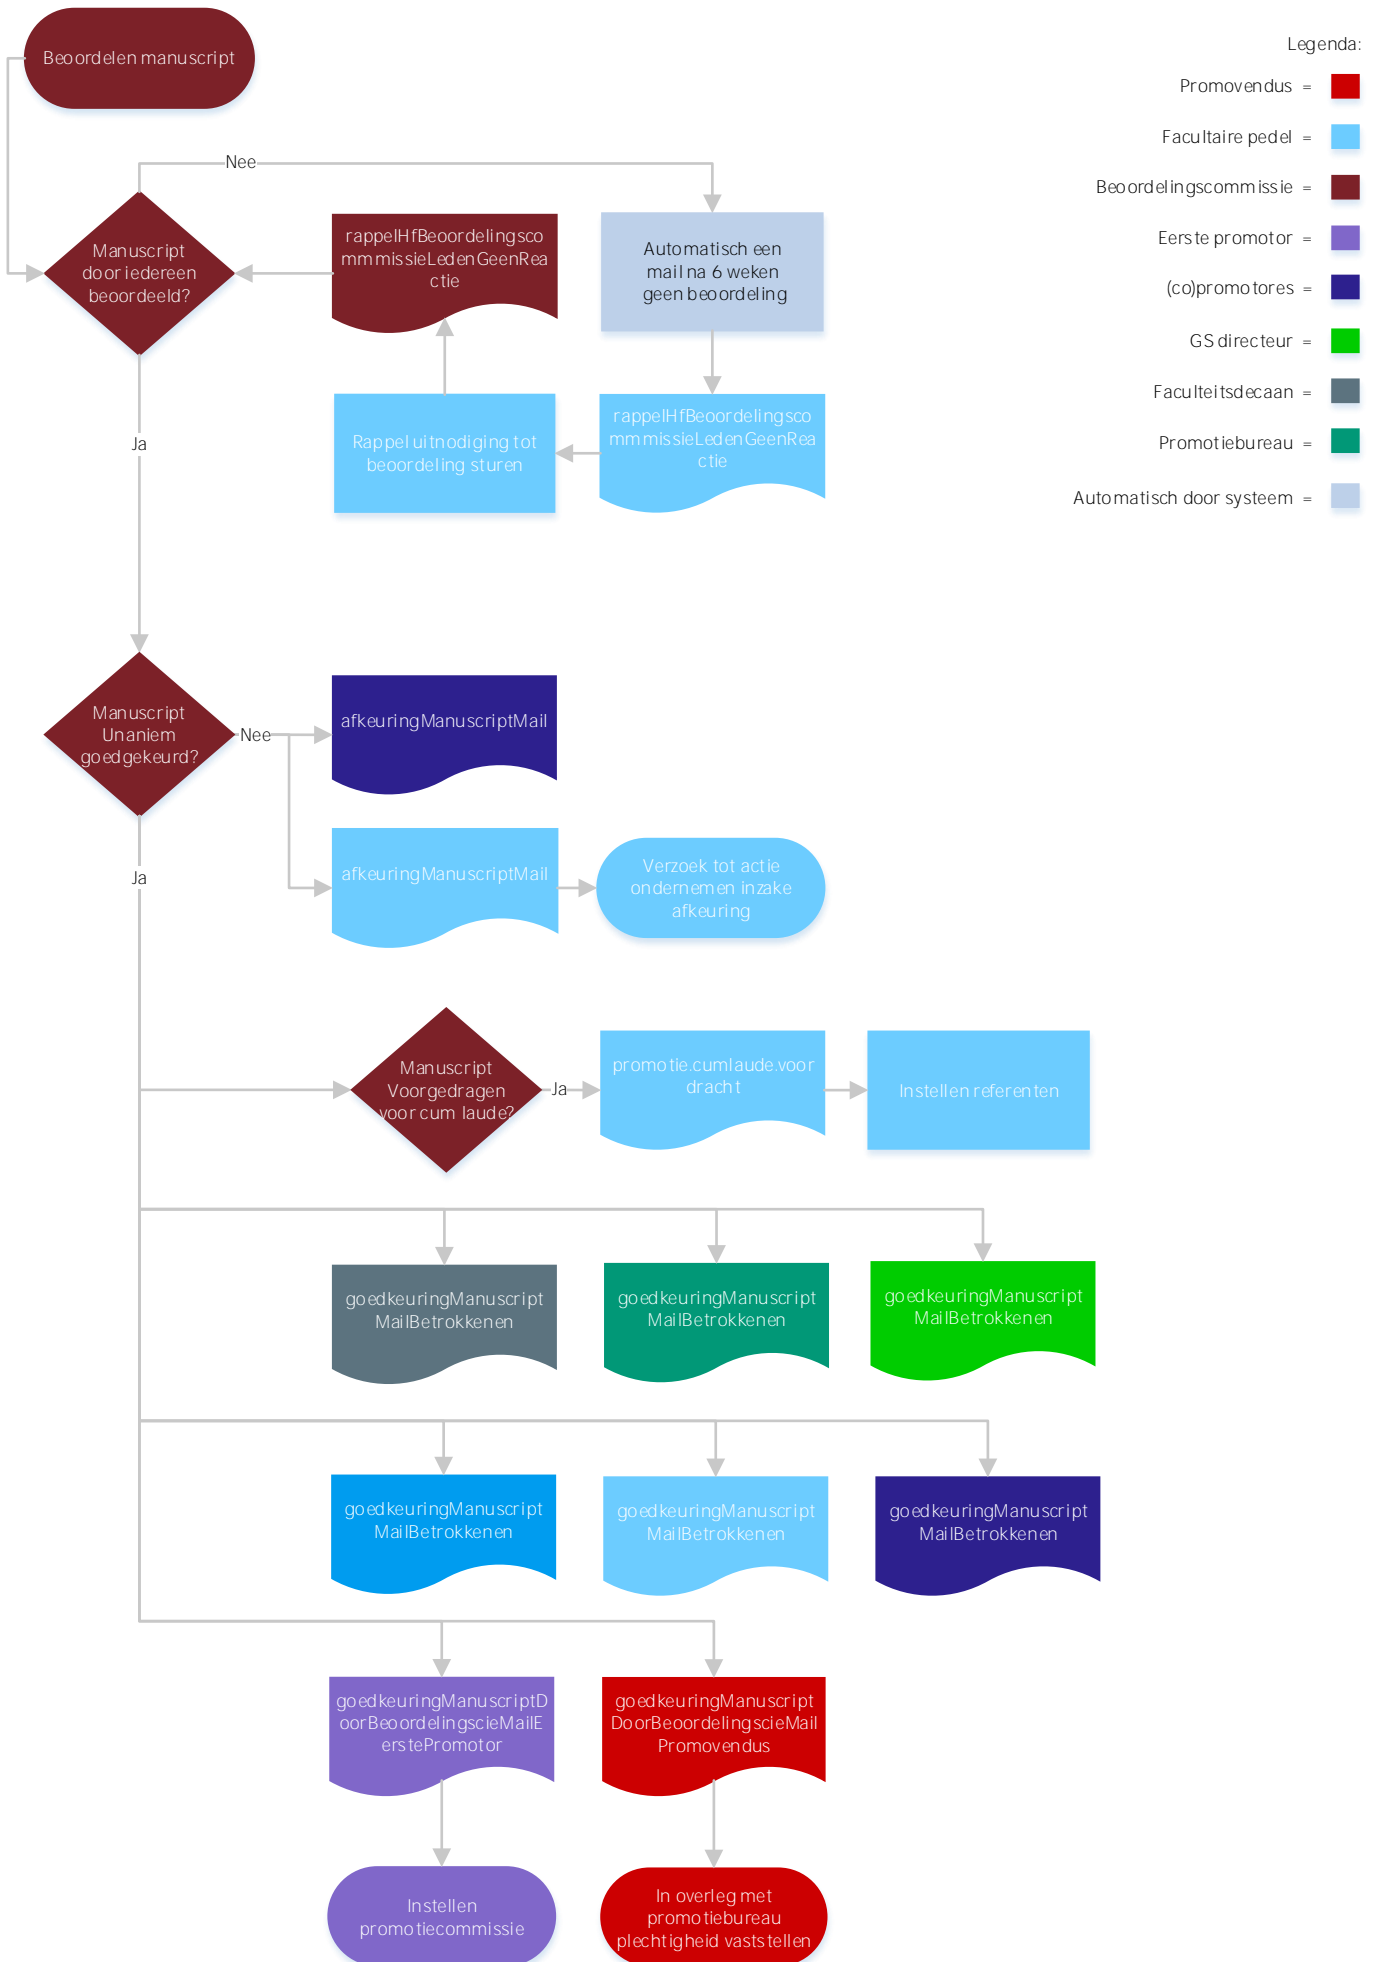 Beoordelen manuscript
Legenda:
Promovendus =
Facultaire pedel =
Beoordelingscommissie =
Eerste promotor =
(co)promotores =
GS directeur =
Faculteitsdecaan =
Promotiebureau =
Automatisch door systeem =
Nee
Manuscript
door iedereen
beoordeeld?
rappelHfBeoordelingsco
mmmissieLedenGeenRea
ctie
Automatisch een
mail na 6 weken
geen beoordeling
Ja
Rappel uitnodiging tot
beoordeling sturen
rappelHfBeoordelingsco
mmmissieLedenGeenRea
ctie
Manuscript
Unaniem
goedgekeurd?
Nee
afkeuringManuscriptMail
Ja
afkeuringManuscriptMail
Verzoek tot actie
ondernemen inzake
afkeuring
Manuscript
Voorgedragen
voor cum laude?
Ja
promotie.cumlaude.voor
dracht
Instellen referenten
goedkeuringManuscript
MailBetrokkenen
goedkeuringManuscript
MailBetrokkenen
goedkeuringManuscript
MailBetrokkenen
goedkeuringManuscript
MailBetrokkenen
goedkeuringManuscript
MailBetrokkenen
goedkeuringManuscript
MailBetrokkenen
goedkeuringManuscriptD
oorBeoordelingscieMailE
erstePromotor
goedkeuringManuscript
DoorBeoordelingscieMail
Promovendus
Instellen
promotiecommissie
In overleg met
promotiebureau
plechtigheid vaststellen